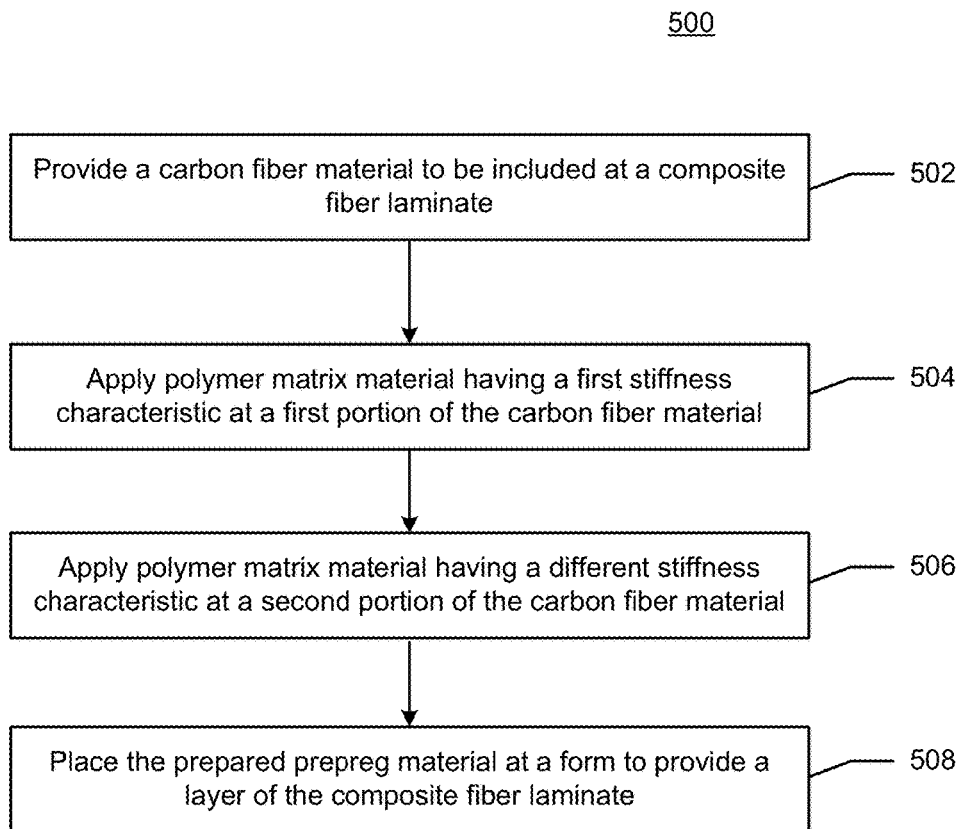 500
Provide a carbon fiber material to be included at a composite
fiber laminate
502
Apply polymer matrix material having a first stiffness
characteristic at a first portion of the carbon fiber material
504
Apply polymer matrix material having a different stiffness
characteristic at a second portion of the carbon fiber material
506
Place the prepared prepreg material at a form to provide a
layer of the composite fiber laminate
508